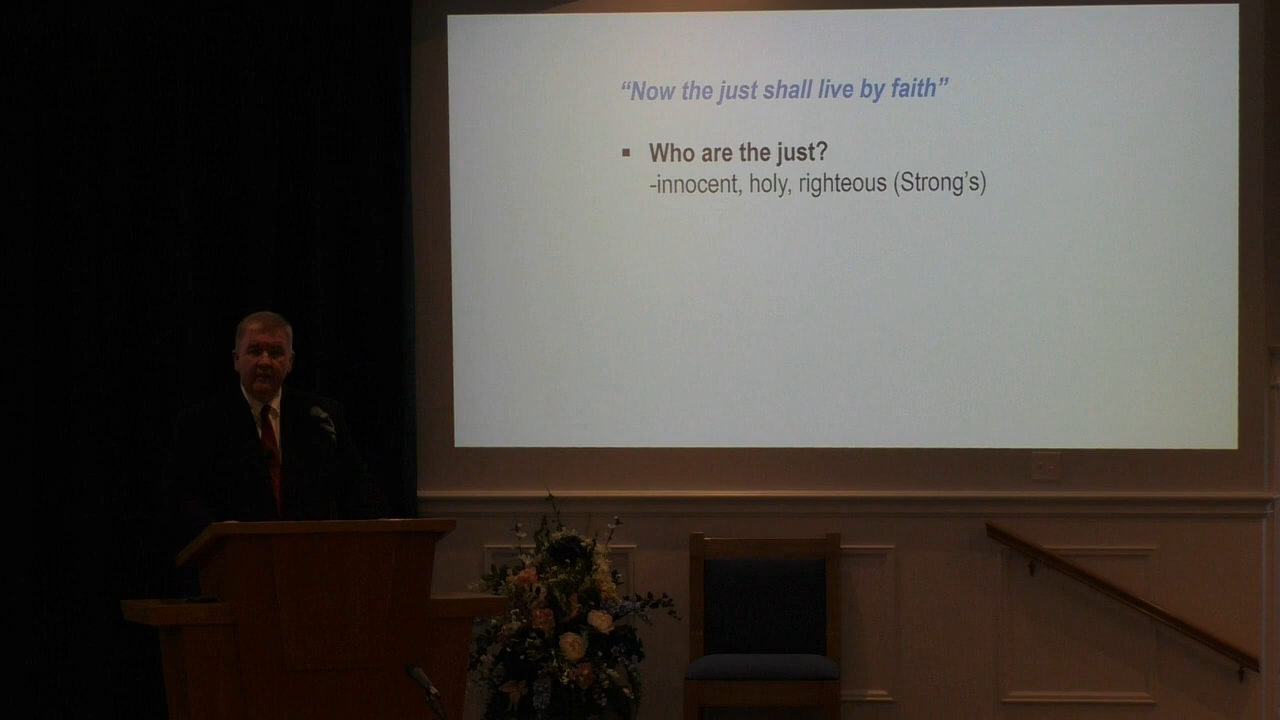 “Now the just shall live by faith”
▪ Who are the just?
-innocent, holy, righteous (Strong’s)